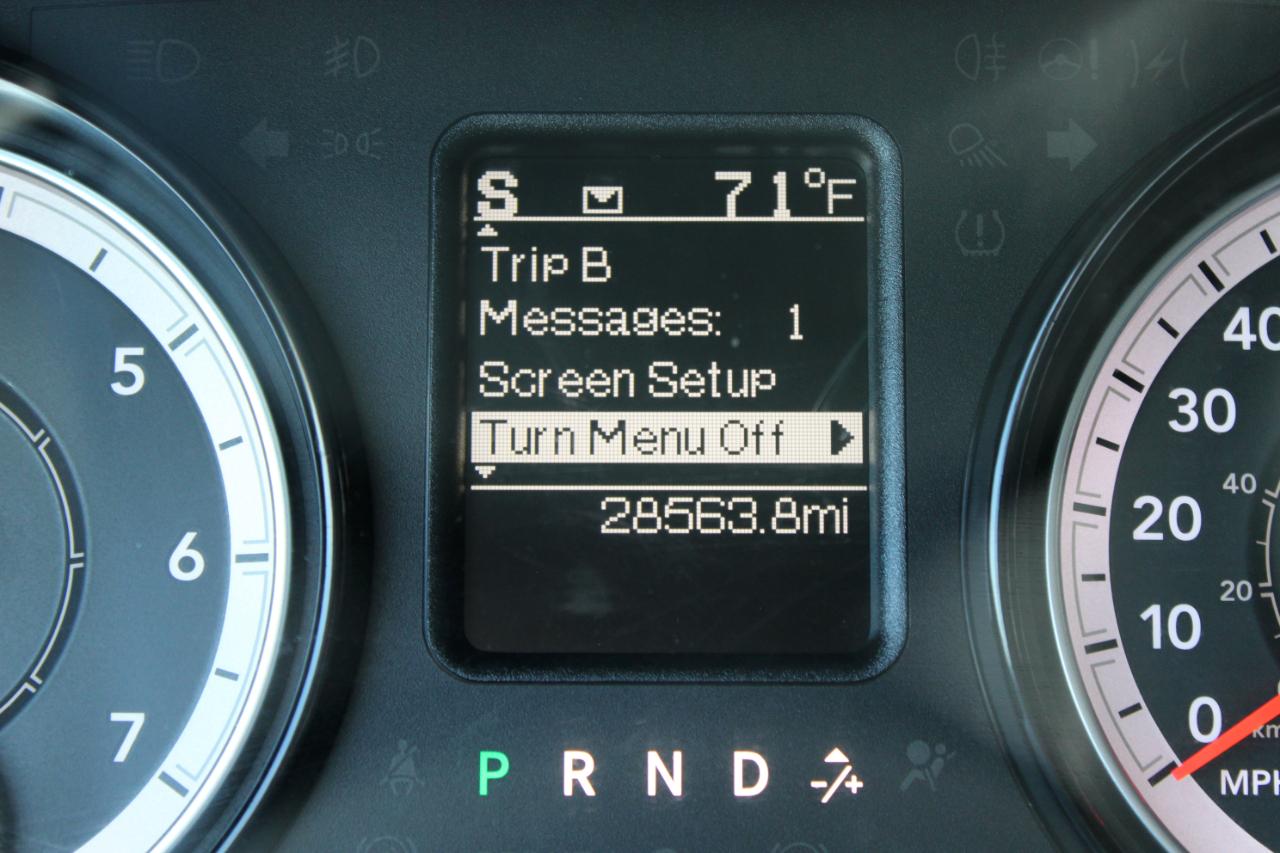 S 71°F
Trip B
Messages: 1
Screen Setup
Turn Menu Off
28563.8mi
P R N D -/+
5
6
7
40
30
20
10
0
40
20
km
MPH